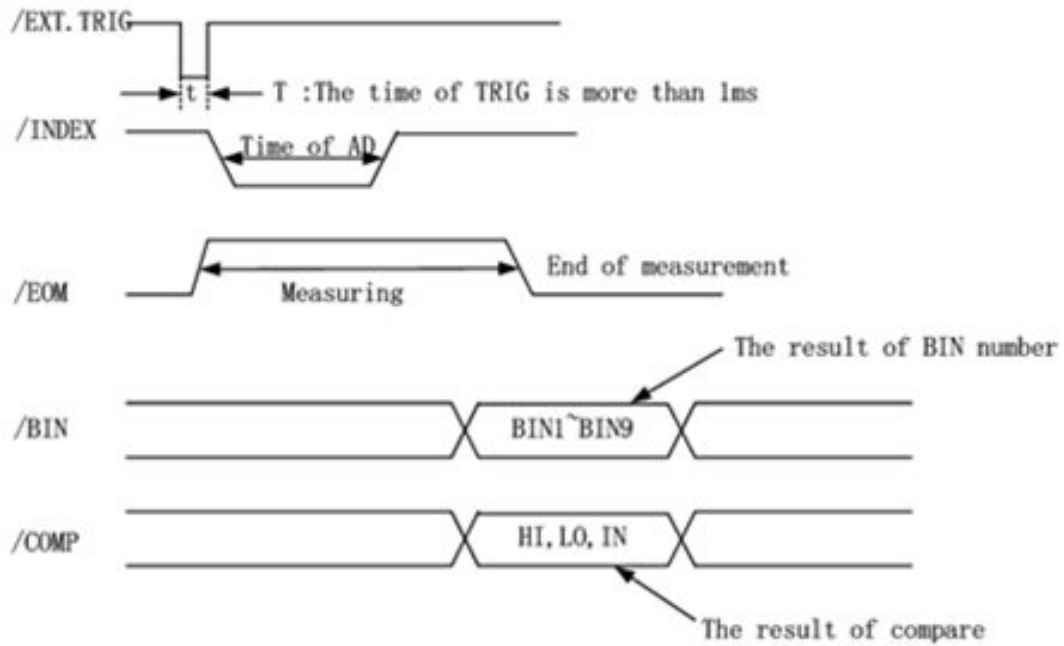 /EXT.TRIG
t
T :The time of TRIG is more than 1ms
/INDEX
Time of AD
/EOM
Measuring
End of measurement
The result of BIN number
/BIN
BIN1~BIN9
/COMP
HI,LO,IN
The result of compare